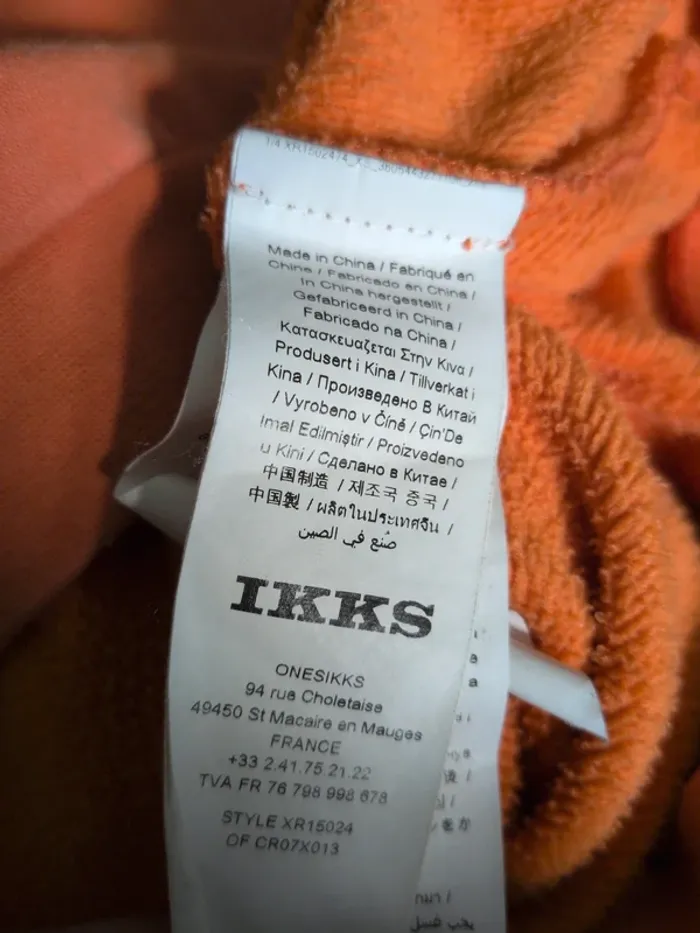 Made in China / Fabriqué en
Chine / Fabricado en China /
In China hergestellt /
Gefabriceerd in China /
Fabricado na China /
Κατασκευαζεται Στην Κινα /
Produsert i Kina / Tillverkat i
Kina / Произведено В Китай
/ Vyrobeno v Číně / Çin'De
Imal Edilmiştir / Proizvedeno
u Kini / Сделано в Китае /
中国制造 / 제조국 중국 /
中国製 / ผลิตในประเทศจีน /
صُنع في الصين
IKKS
ONESIKKS
94 rue Choletaise
49450 St Macaire en Mauges
FRANCE
+33 2.41.75.21.22
TVA FR 76 798 998 678
STYLE XR15024
OF CR07X013